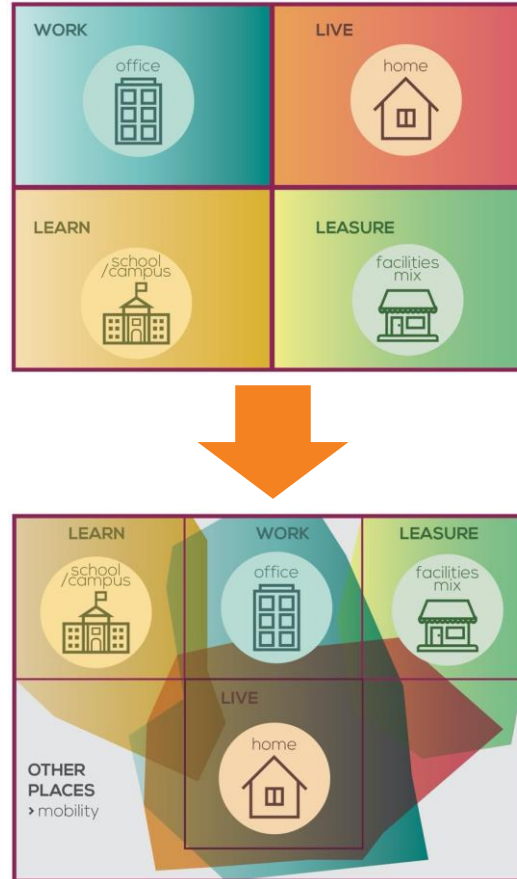 WORK
office
LIVE
home
LEARN
school
/campus
LEASURE
facilities
mix
LEARN
school
/campus
WORK
office
LEASURE
facilities
mix
LIVE
home
OTHER
PLACES
> mobility